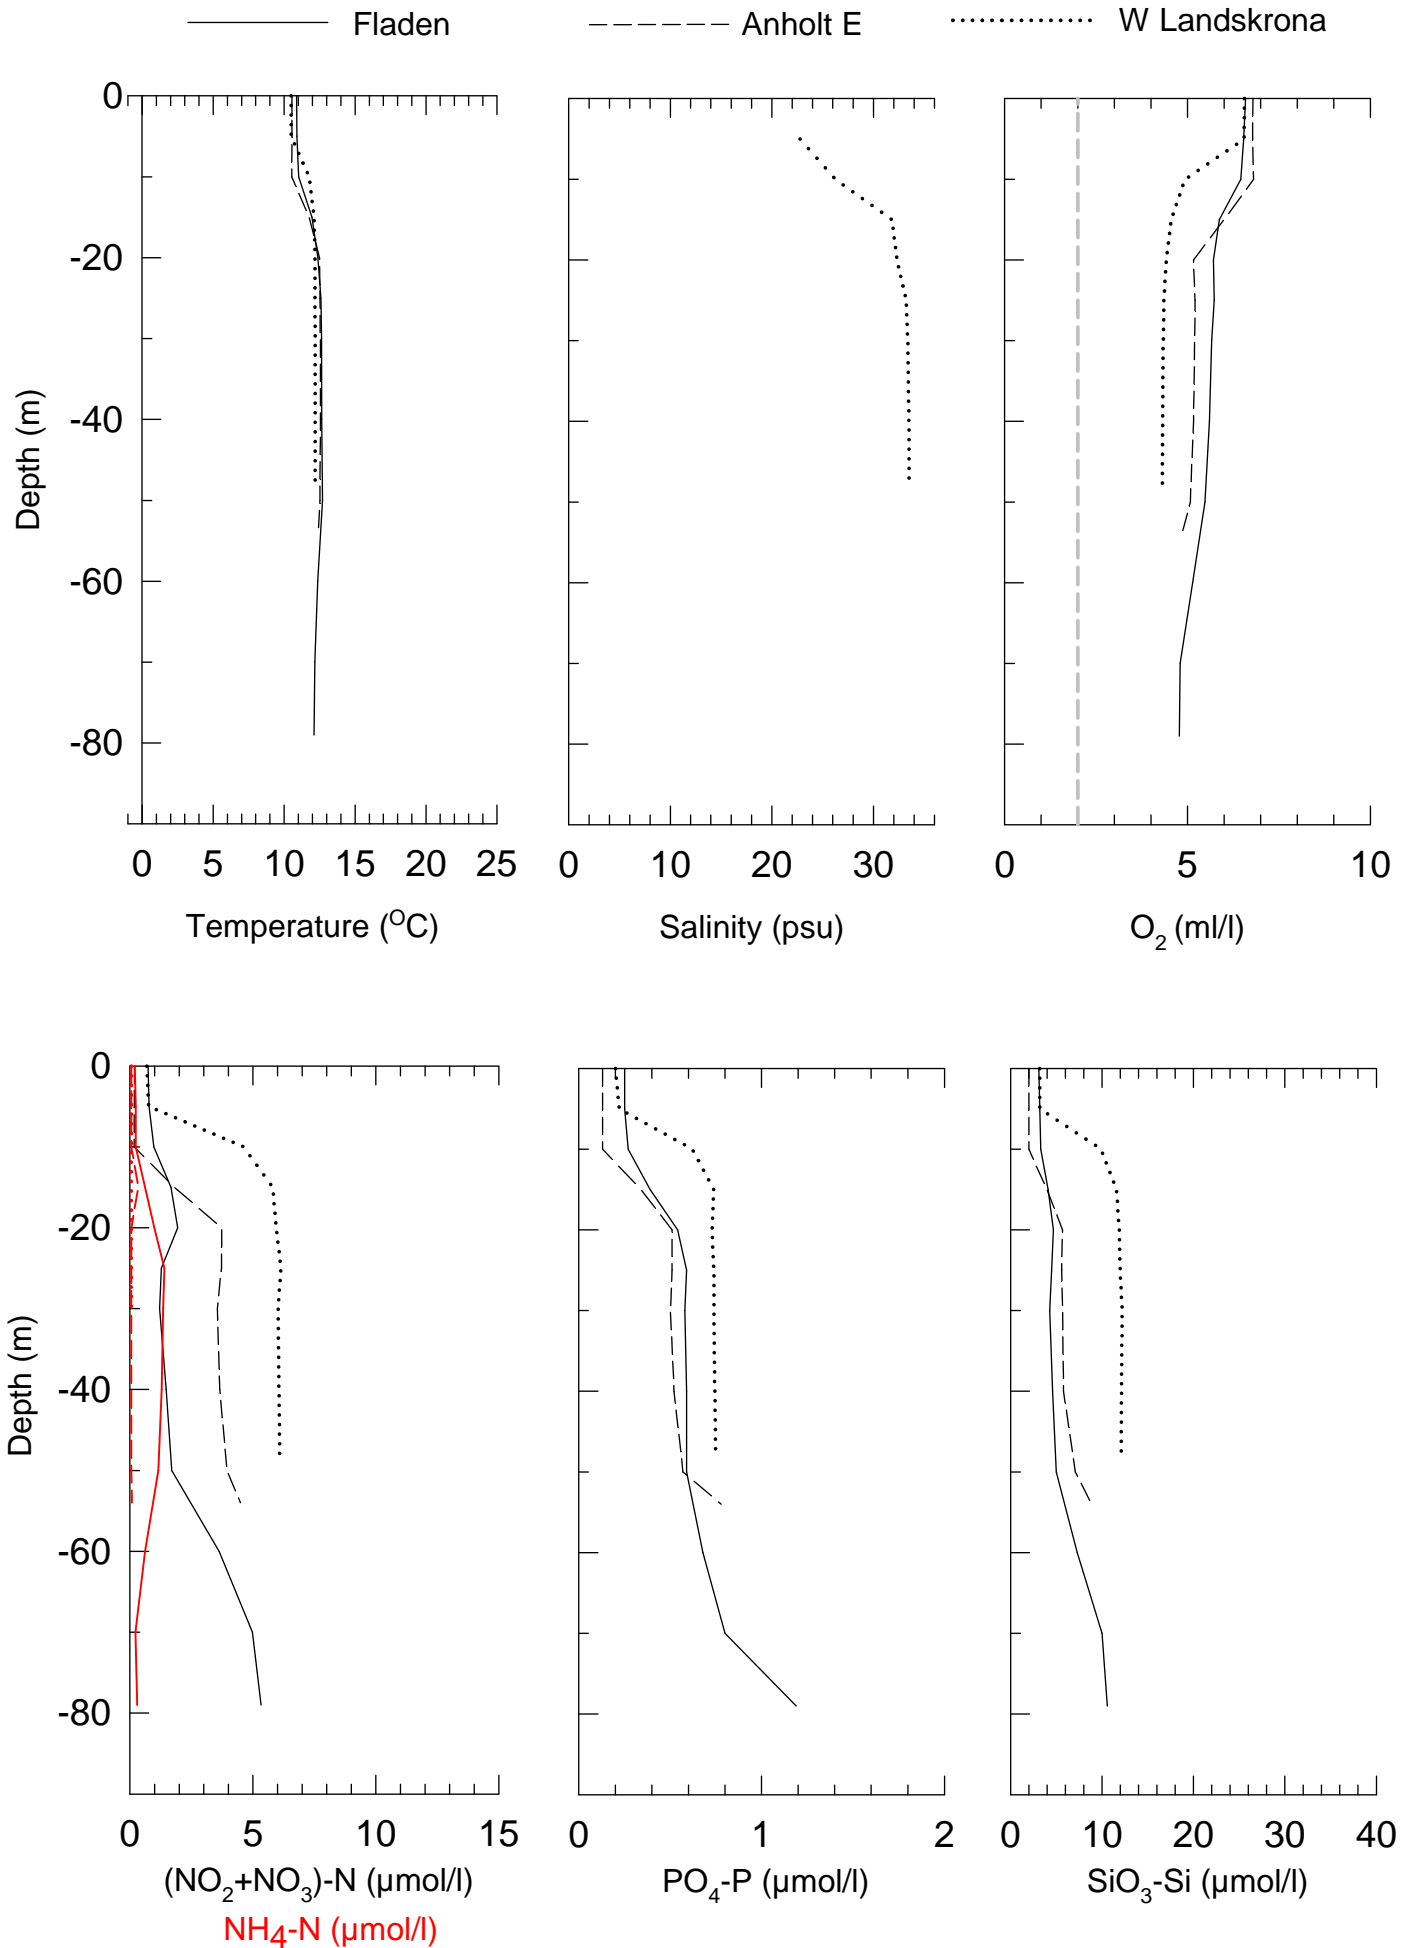 Fladen Anholt E W Landskrona
0
-20
-40
-60
-80
Depth (m)
0 5 10 15 20 25
Temperature (OC)
0 10 20 30
Salinity (psu)
0 5 10
O2 (ml/l)
0
-20
-40
-60
-80
Depth (m)
0 5 10 15
(NO2+NO3)-N (µmol/l)
NH4-N (µmol/l)
0 1 2
PO4-P (µmol/l)
0 10 20 30 40
SiO3-Si (µmol/l)